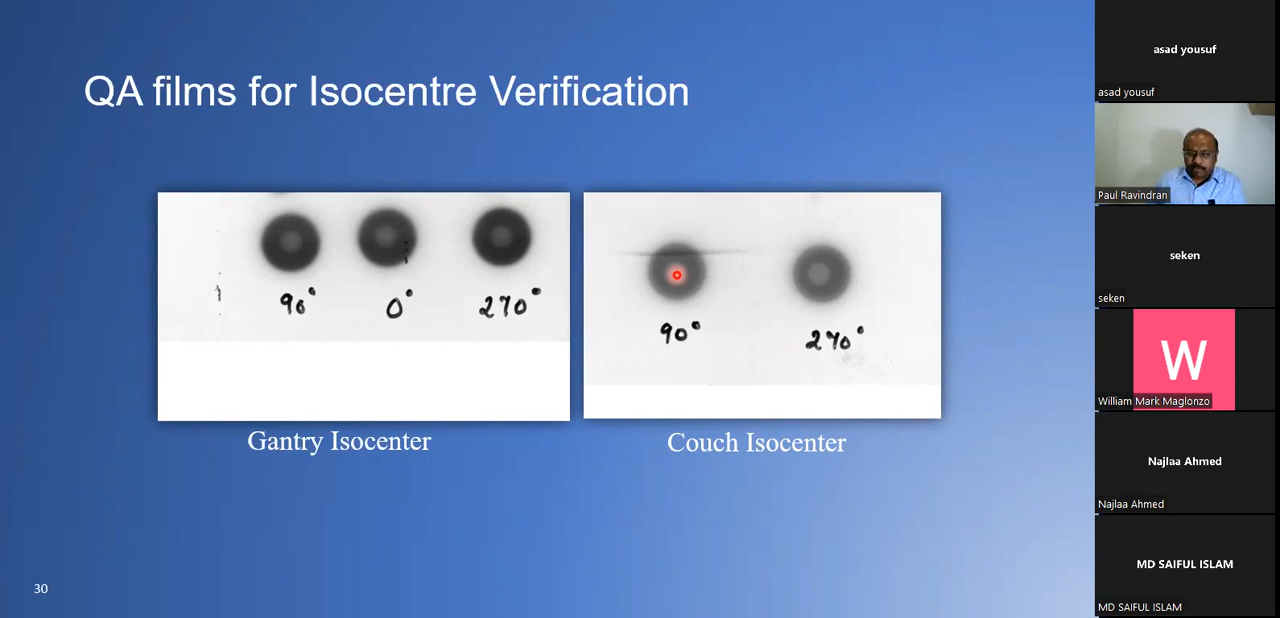 QA films for Isocentre Verification
90°
0°
270°
90°
270°
Gantry Isocenter
Couch Isocenter
30
asad yousuf
asad yousuf
Paul Ravindran
seken
seken
W
William Mark Maglonzo
Najlaa Ahmed
Najlaa Ahmed
MD SAIFUL ISLAM
MD SAIFUL ISLAM